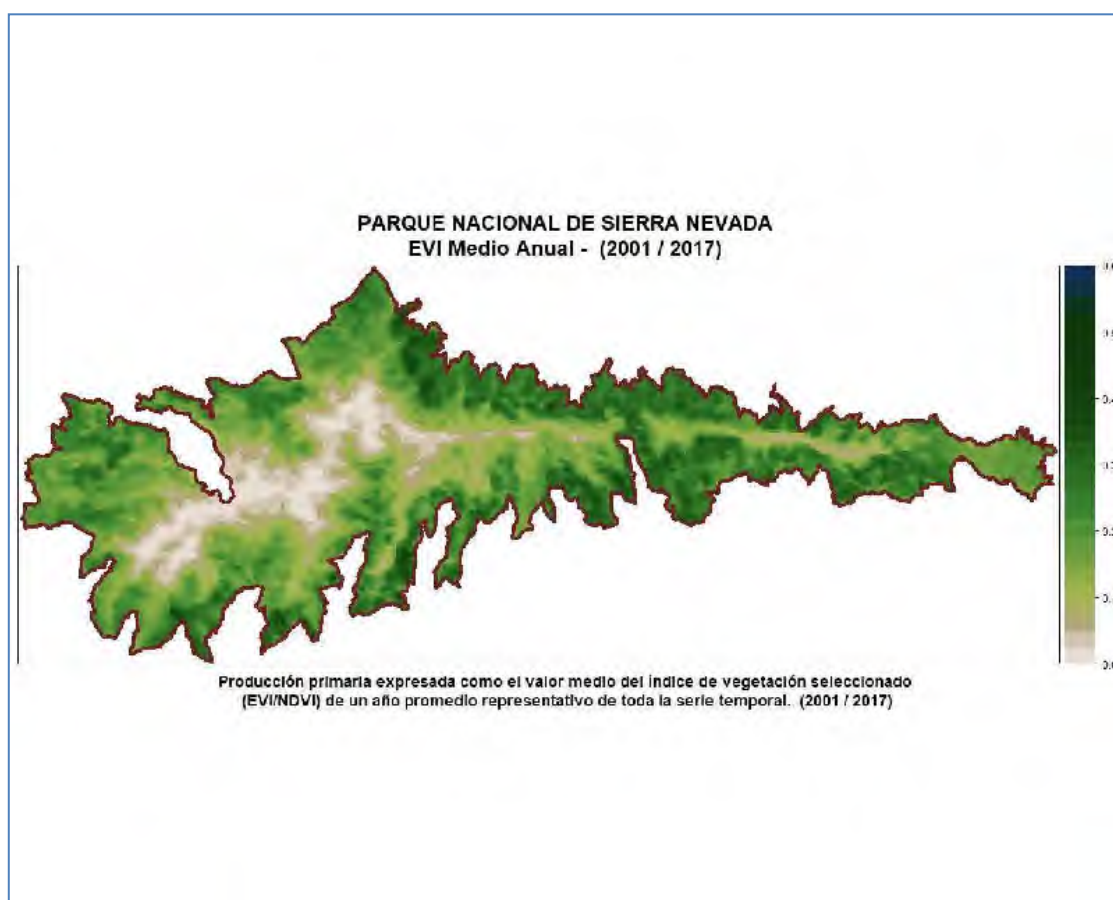 PARQUE NACIONAL DE SIERRA NEVADA
EVI Medio Anual - (2001 / 2017)
Producción primaria expresada como el valor medio del índice de vegetación seleccionado
(EVI/NDVI) de un año promedio representativo de toda la serie temporal. (2001 / 2017)